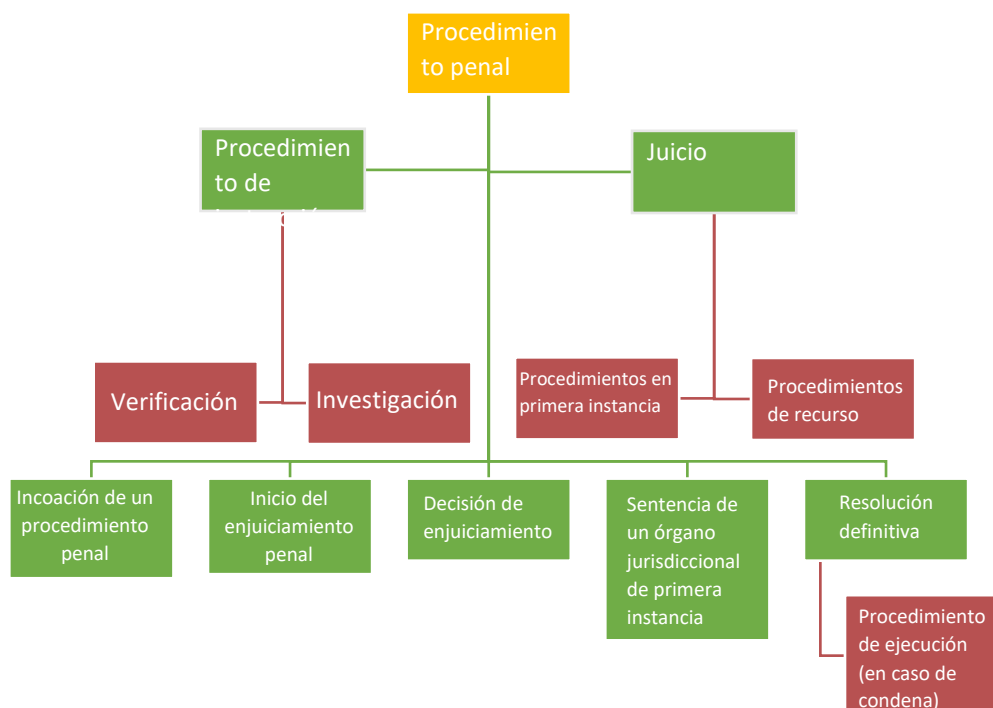 Procedimien
to penal
Procedimien
to de
Juicio
Verificación
Investigación
Procedimientos en
primera instancia
Procedimientos
de recurso
Incoación de un
procedimiento
penal
Inicio del
enjuiciamiento
penal
Decisión de
enjuiciamiento
Sentencia de
un órgano
jurisdiccional
de primera
instancia
Resolución
definitiva
Procedimiento
de ejecución
(en caso de
condena)